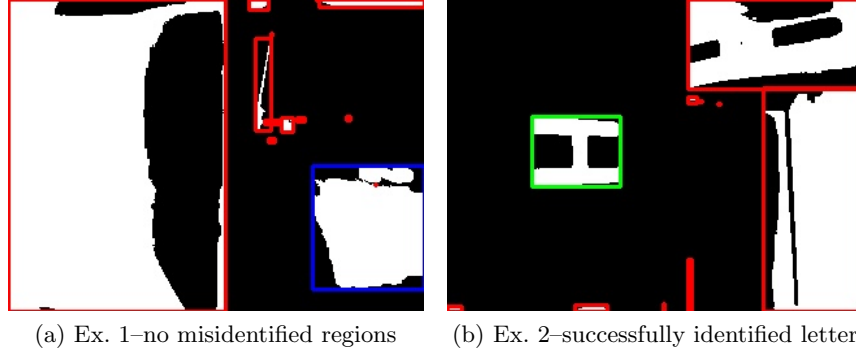 (a) Ex. 1–no misidentified regions
(b) Ex. 2–successfully identified letter